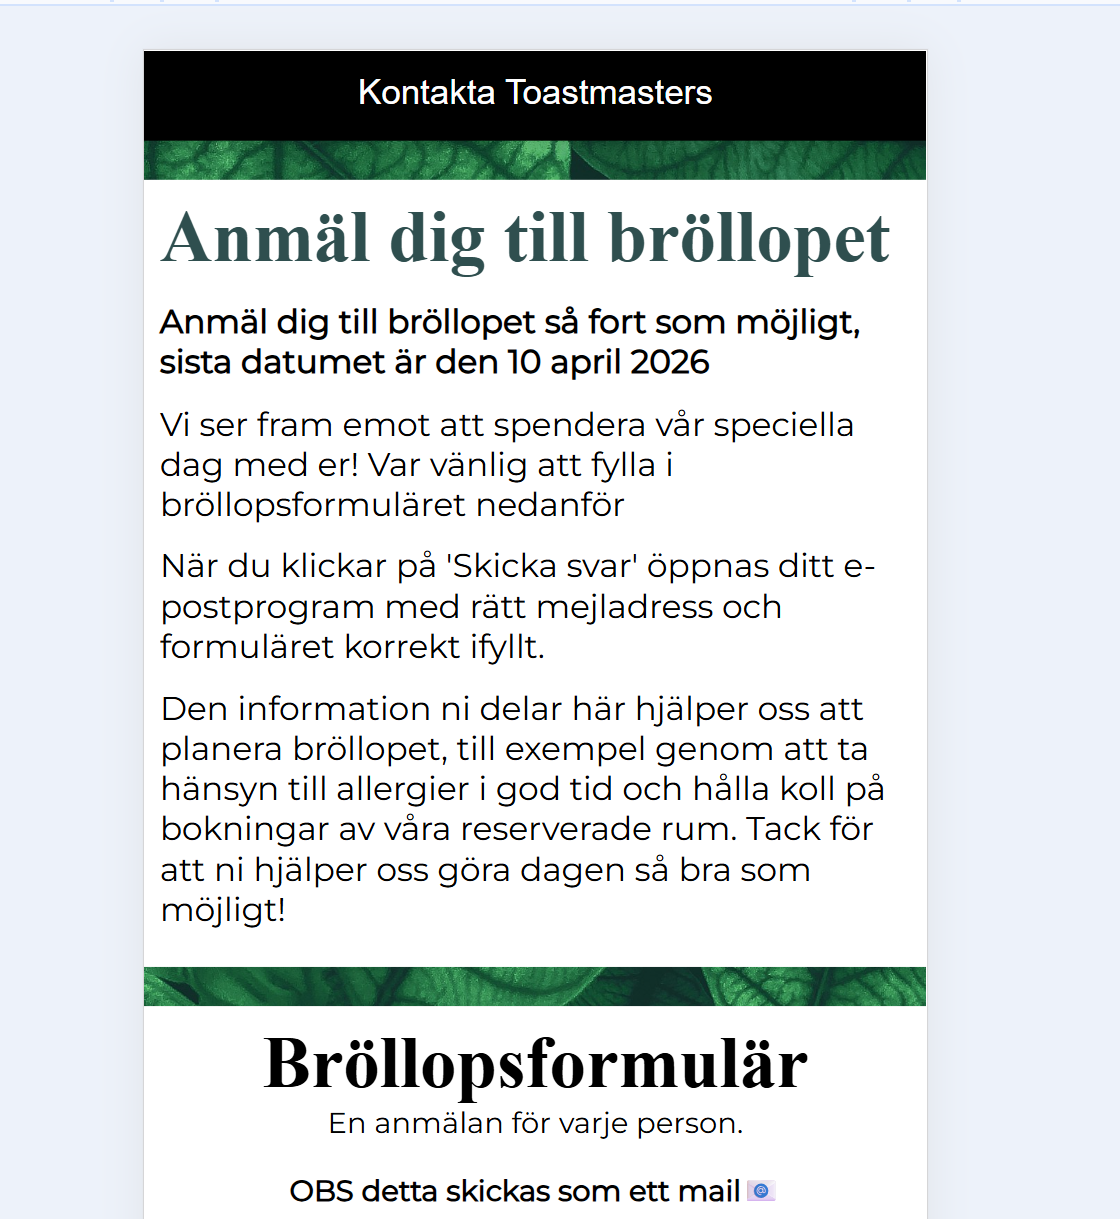 Kontakta Toastmasters
Anmäl dig till bröllopet
Anmäl dig till bröllopet så fort som möjligt,
sista datumet är den 10 april 2026
Vi ser fram emot att spendera vår speciella
dag med er! Var vänlig att fylla i
bröllopsformuläret nedanför
När du klickar på 'Skicka svar' öppnas ditt e-
postprogram med rätt mejladress och
formuläret korrekt ifyllt.
Den information ni delar här hjälper oss att
planera bröllopet, till exempel genom att ta
hänsyn till allergier i god tid och hålla koll på
bokningar av våra reserverade rum. Tack för
att ni hjälper oss göra dagen så bra som
möjligt!
Bröllopsformulär
En anmälan för varje person.
OBS detta skickas som ett mail 📧